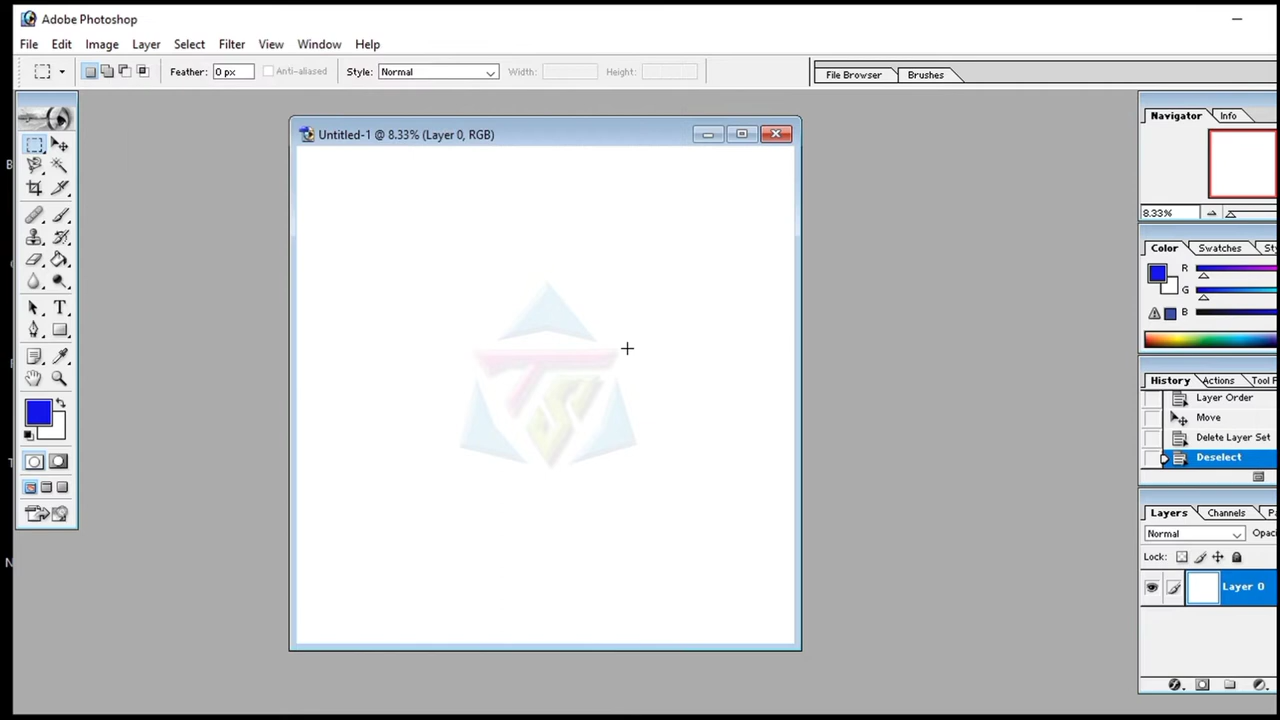 Adobe Photoshop
File Edit Image Layer Select Filter View Window Help
Feather: 0 px Anti-aliased Style: Normal Width: Height: File Browser Brushes
Untitled-1 @ 8.33% (Layer 0, RGB)
Navigator Info
8.33%
Color Swatches
R
G
B
History Actions Tool
Layer Order
Move
Delete Layer Set
Deselect
Layers Channels
Normal
Lock:
Layer 0
TS